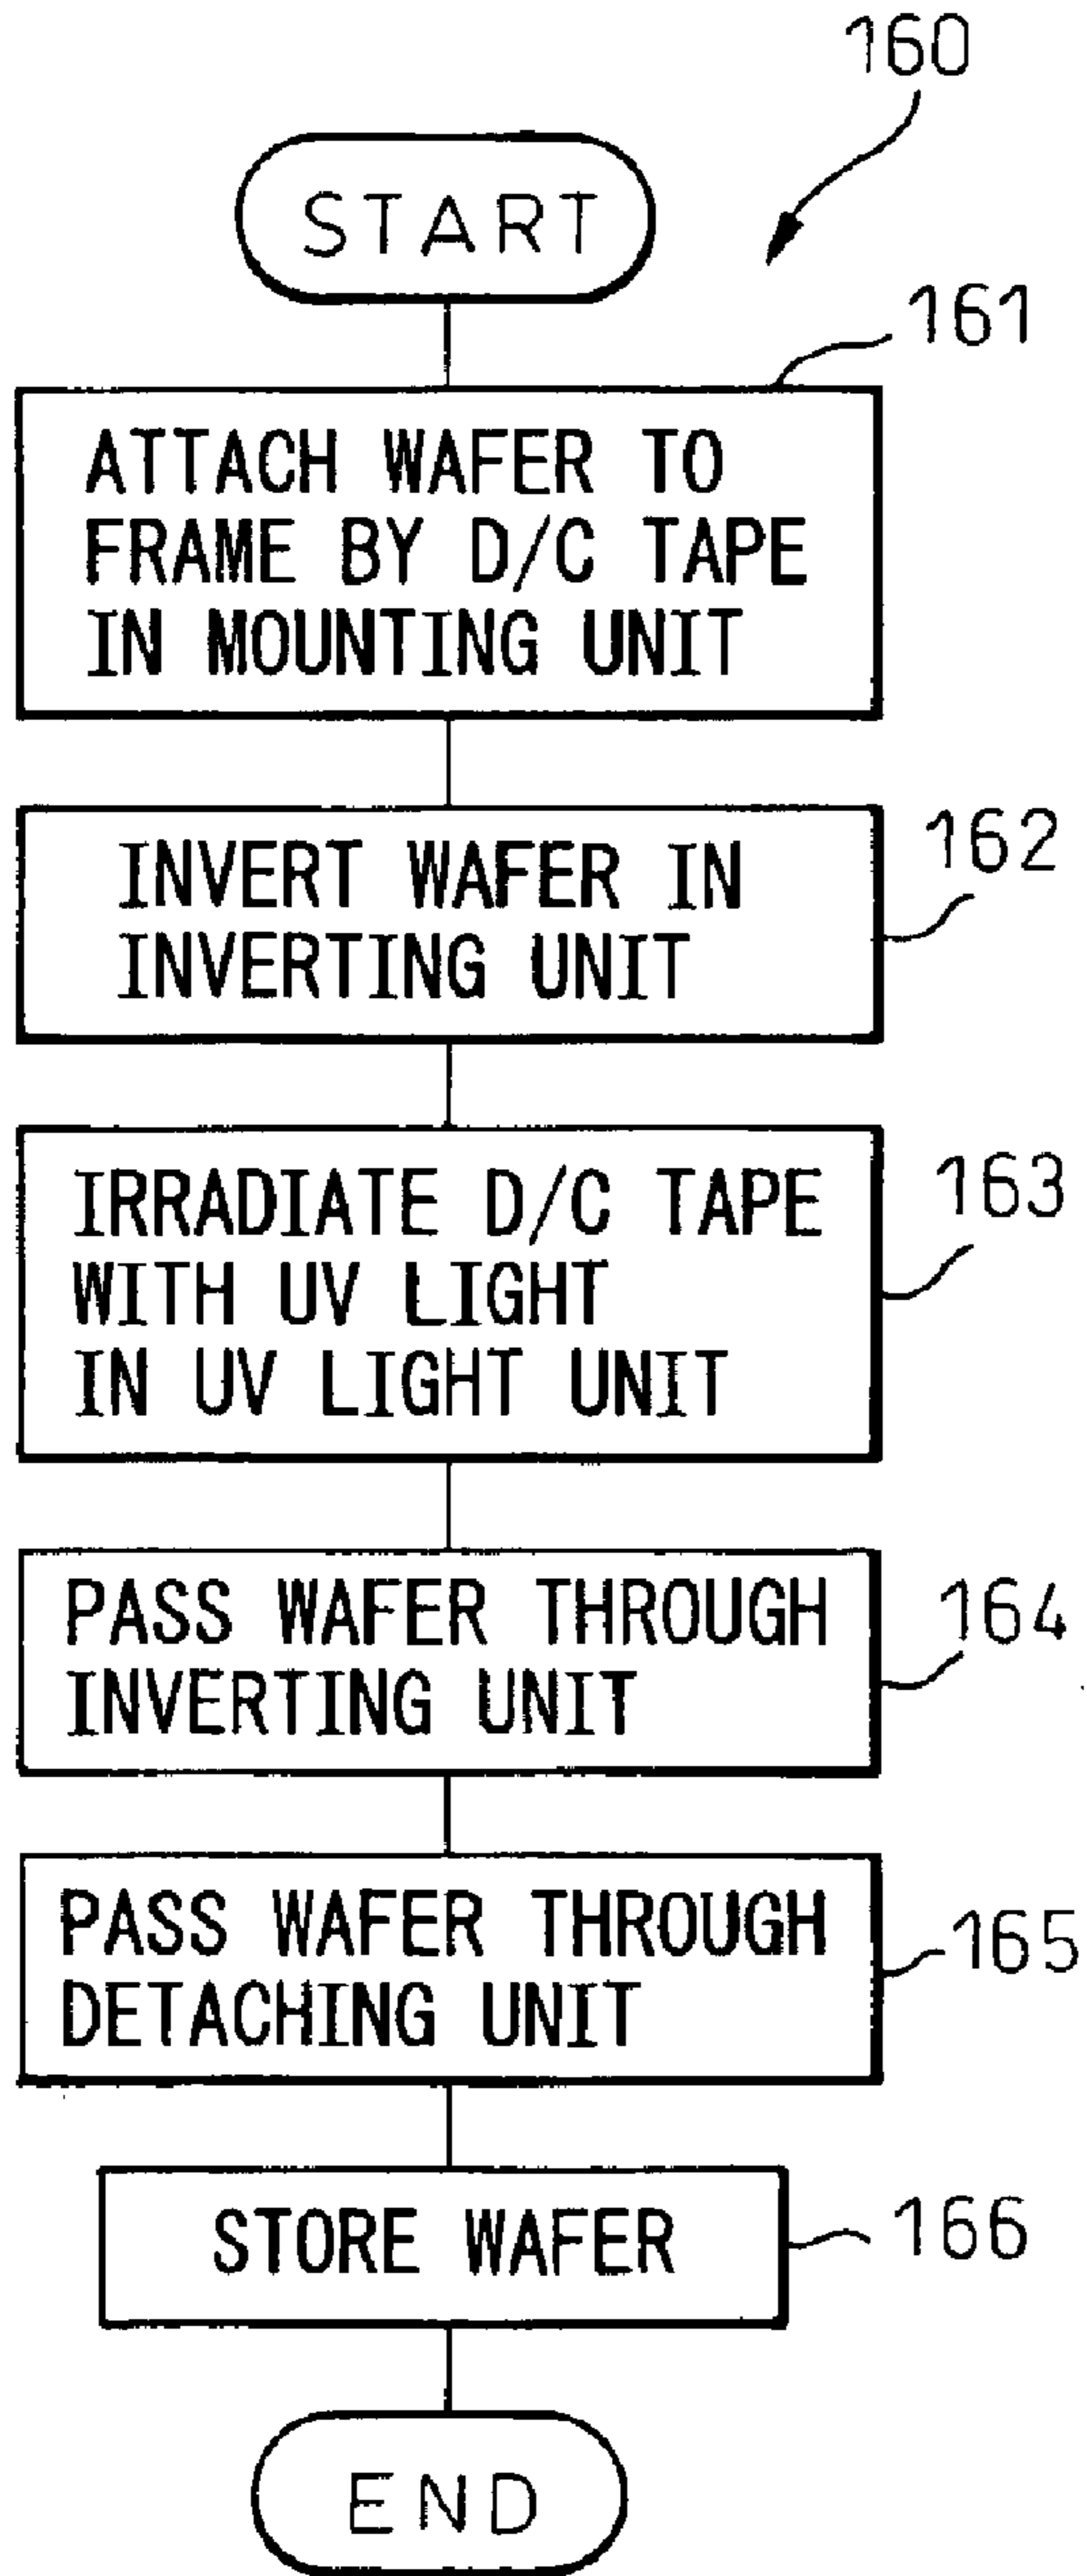 160
START
161
ATTACH WAFER TO
FRAME BY D/C TAPE
IN MOUNTING UNIT
162
INVERT WAFER IN
INVERTING UNIT
163
IRRADIATE D/C TAPE
WITH UV LIGHT
IN UV LIGHT UNIT
164
PASS WAFER THROUGH
INVERTING UNIT
165
PASS WAFER THROUGH
DETACHING UNIT
166
STORE WAFER
END